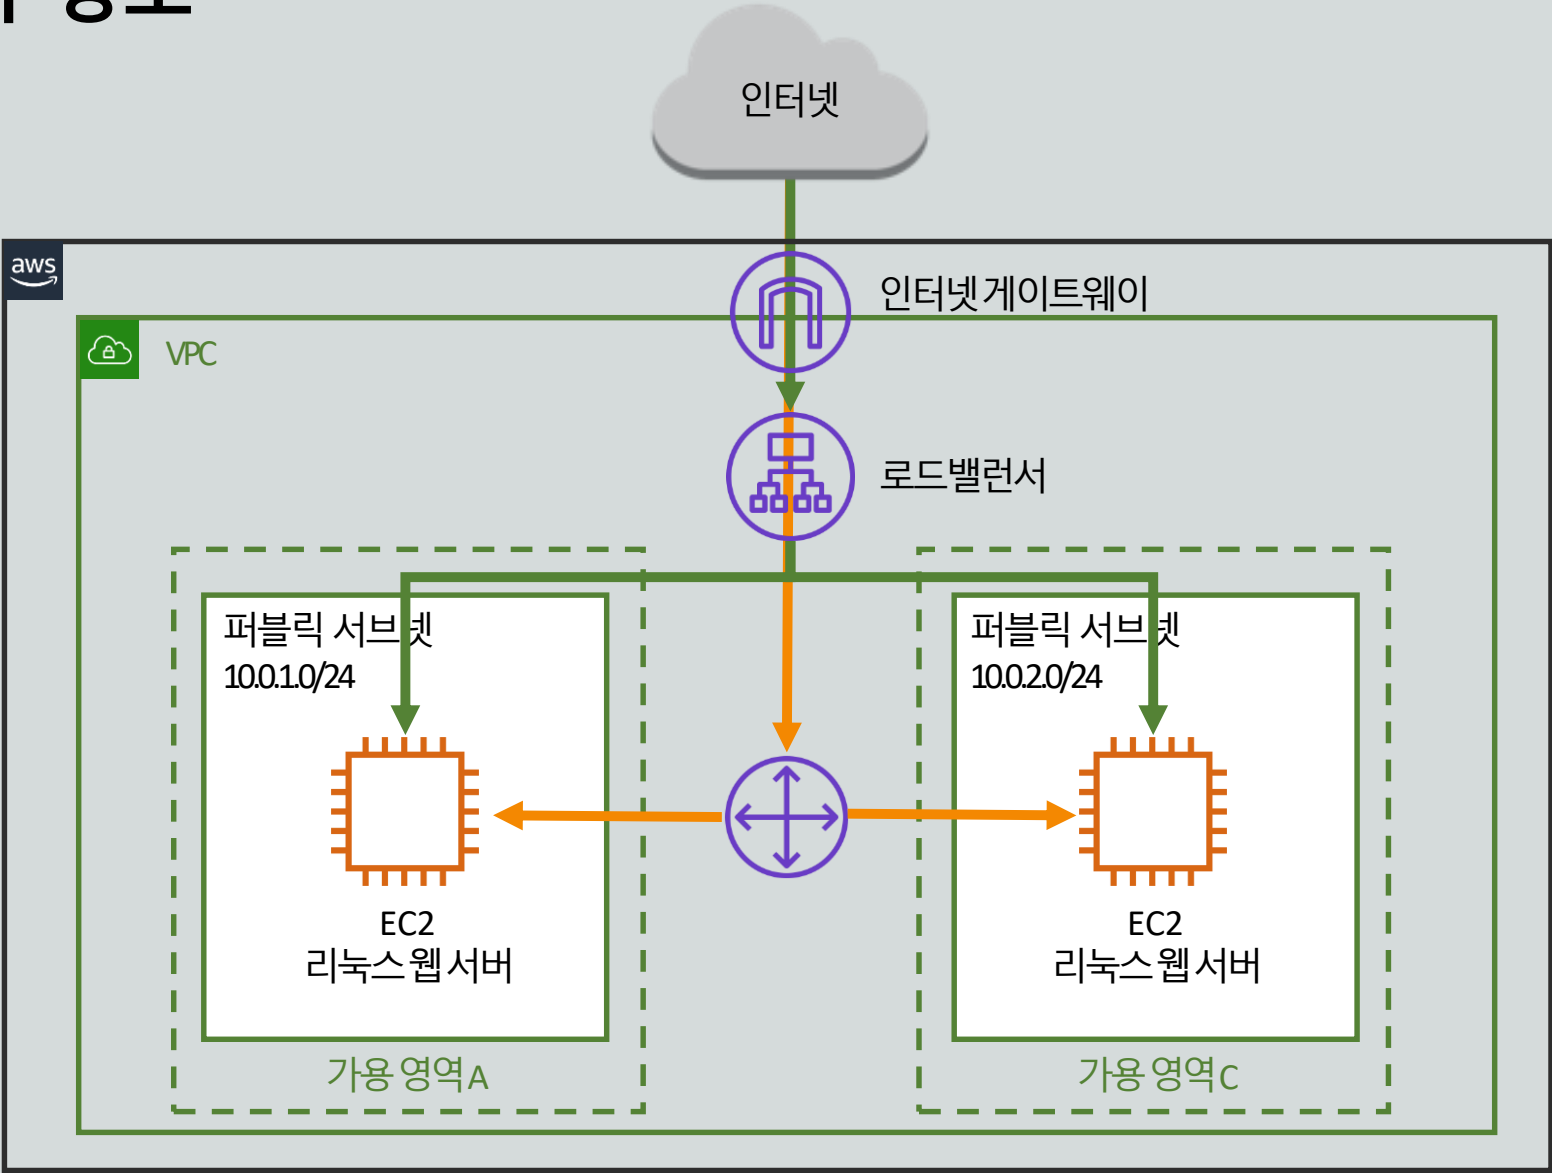 인터넷
aws
인터넷 게이트웨이
VPC
로드밸런서
퍼블릭 서브넷
10.0.1.0/24
퍼블릭 서브넷
10.0.2.0/24
EC2
리눅스 웹 서버
EC2
리눅스 웹 서버
가용 영역 A
가용 영역 C